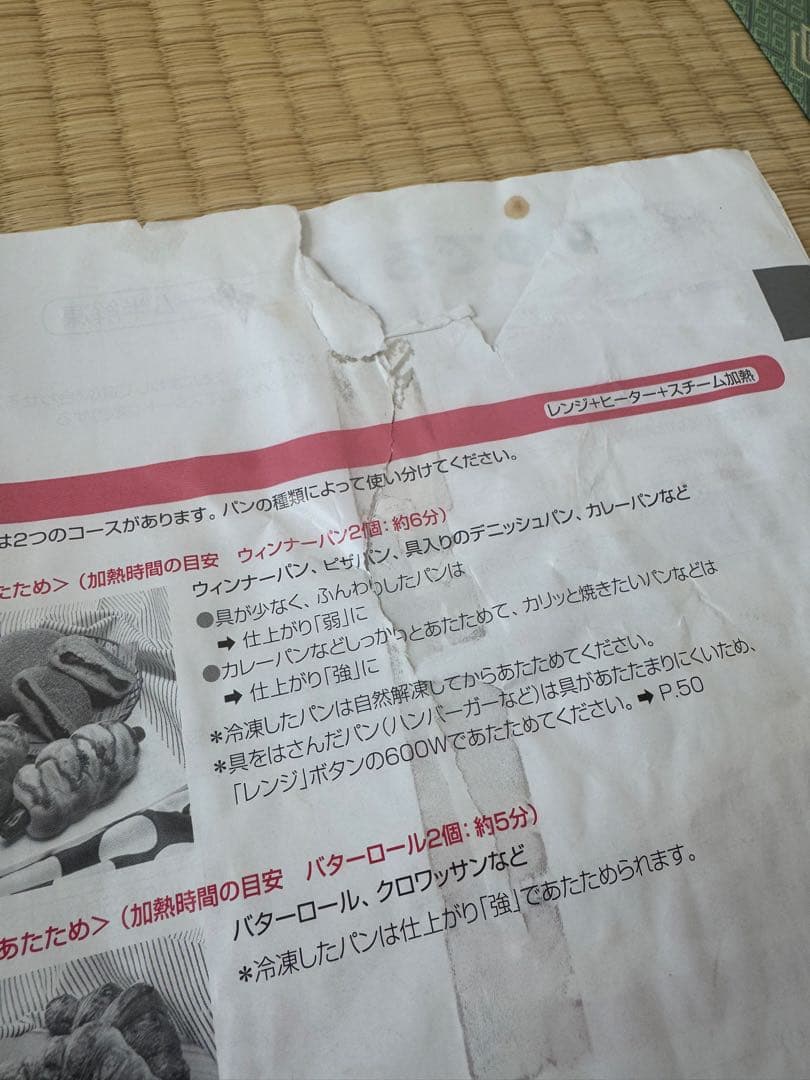 レンジ+ヒーター+スチーム加熱
は2つのコースがあります。パンの種類によって使い分けてください。
たため>(加熱時間の目安 ウィンナーパン2個:約6分)
ウィンナーパン、ピザパン、具入りのデニッシュパン、カレーパンなど
●具が少なく、ふんわりしたパンは
➡ 仕上がり「弱」に
●カレーパンなどしっかりとあたためて、カリッと焼きたいパンなどは
➡ 仕上がり「強」に
*冷凍したパンは自然解凍してからあたためてください。
*具をはさんだパン(ハンバーガーなど)は具があたたまりにくいため、
「レンジ」ボタンの600Wであたためてください。➡ P.50
あたため>(加熱時間の目安 バターロール2個:約5分)
バターロール、クロワッサンなど
*冷凍したパンは仕上がり「強」であたためられます。